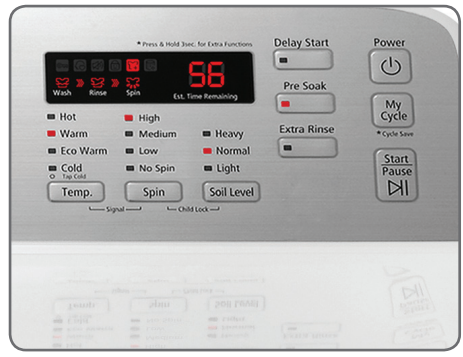 * Press & Hold 3sec. for Extra Functions
Delay Start
Power
58
Wash Rinse Spin
Est. Time Remaining
Pre Soak
My
Cycle
* Cycle Save
Hot High
Warm Medium Heavy
Eco Warm Low Normal
Cold No Spin Light
Tap Cold
Extra Rinse
Start
Pause
Temp. Spin Soil Level
Signal Child Lock